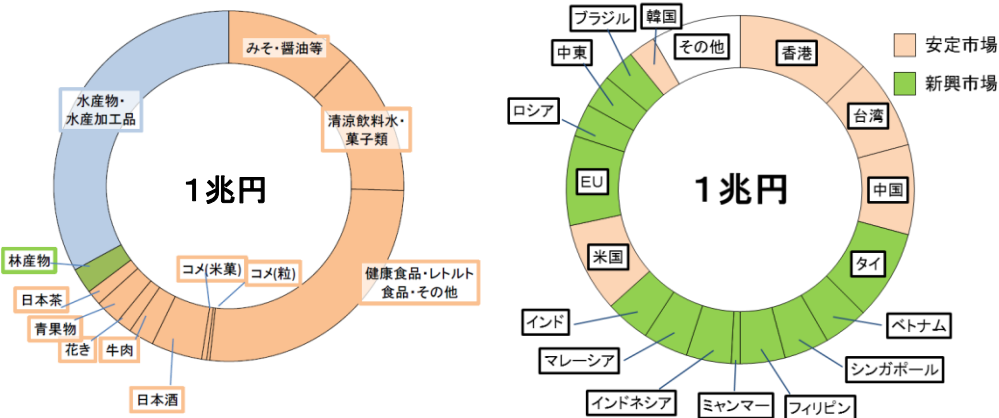 みそ・醤油等
清涼飲料水・
菓子類
健康食品・レトルト
食品・その他
コメ(粒)
コメ(米菓)
日本酒
牛肉
花き
青果物
日本茶
林産物
水産物・
水産加工品
１兆円
香港
台湾
中国
タイ
ベトナム
シンガポール
フィリピン
ミャンマー
インドネシア
マレーシア
インド
米国
EU
ロシア
中東
ブラジル
韓国
その他
１兆円
安定市場
新興市場